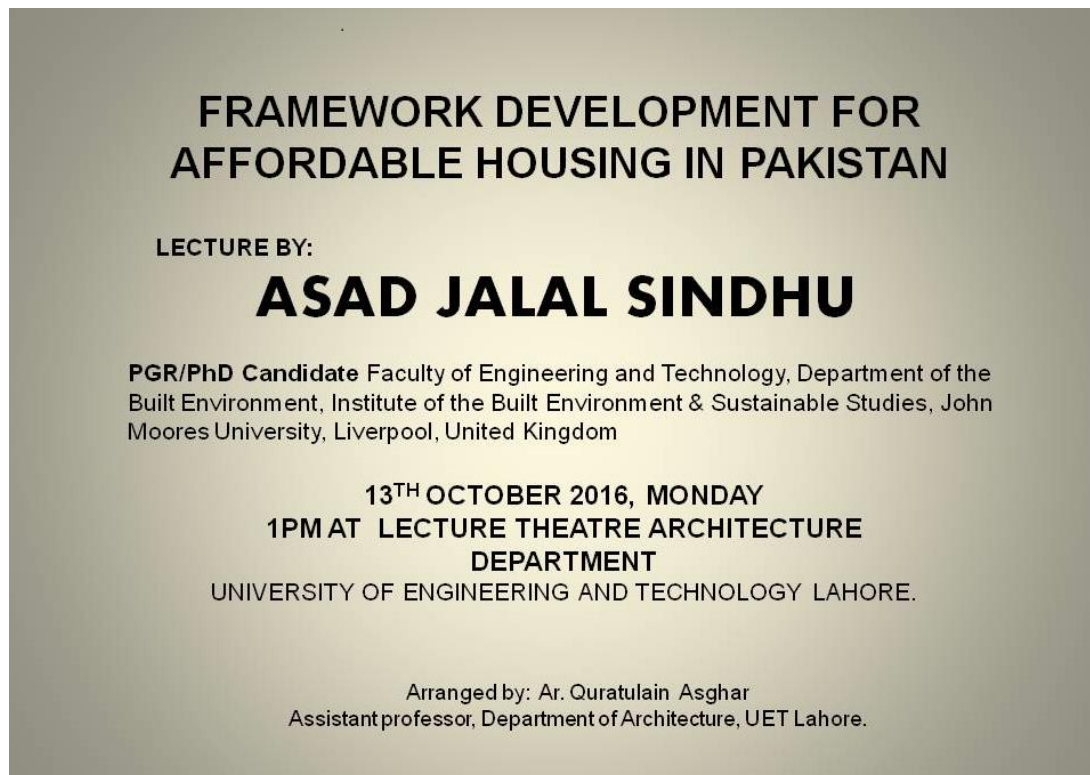 FRAMEWORK DEVELOPMENT FOR
AFFORDABLE HOUSING IN PAKISTAN
LECTURE BY:
ASAD JALAL SINDHU
PGR/PhD Candidate Faculty of Engineering and Technology, Department of the
Built Environment, Institute of the Built Environment & Sustainable Studies, John
Moores University, Liverpool, United Kingdom
13TH OCTOBER 2016, MONDAY
1PM AT LECTURE THEATRE ARCHITECTURE
DEPARTMENT
UNIVERSITY OF ENGINEERING AND TECHNOLOGY LAHORE.
Arranged by: Ar. Quratulain Asghar
Assistant professor, Department of Architecture, UET Lahore.